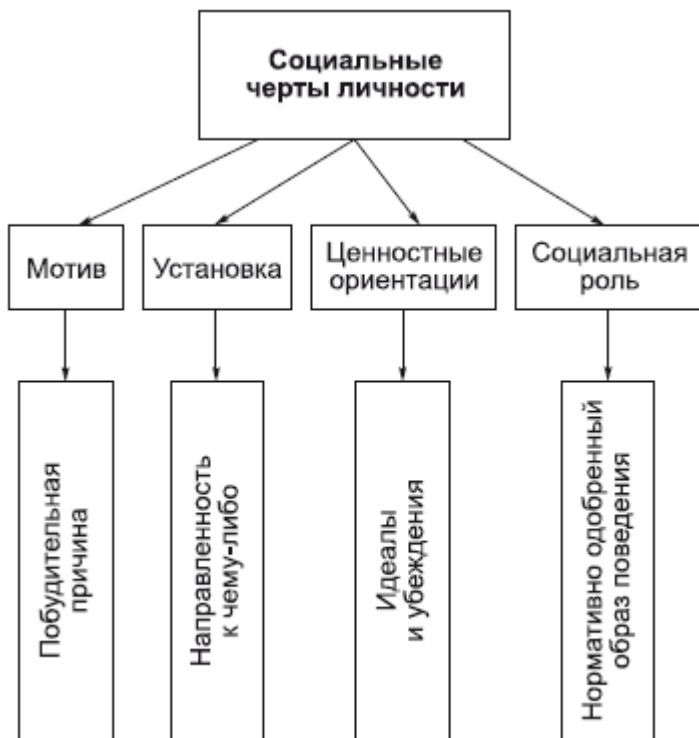 Социальные
черты личности
Мотив
Установка
Ценностные
ориентации
Социальная
роль
Побудительная
причина
Направленность
к чему-либо
Идеалы
и убеждения
Нормативно одобренный
образ поведения